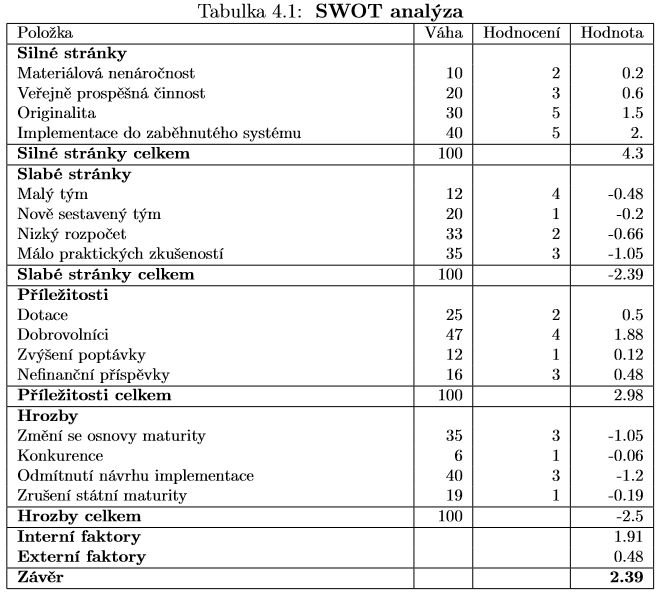 Tabulka 4.1: SWOT analýza
Položka Váha Hodnocení Hodnota
Silné stránky
Materiálová nenáročnost 10 2 0.2
Veřejně prospěšná činnost 20 3 0.6
Originalita 30 5 1.5
Implementace do zaběhnutého systému 40 5 2.
Silné stránky celkem 100 4.3
Slabé stránky
Malý tým 12 4 -0.48
Nově sestavený tým 20 1 -0.2
Nizký rozpočet 33 2 -0.66
Málo praktických zkušeností 35 3 -1.05
Slabé stránky celkem 100 -2.39
Příležitosti
Dotace 25 2 0.5
Dobrovolníci 47 4 1.88
Zvýšení poptávky 12 1 0.12
Nefinanční příspěvky 16 3 0.48
Příležitosti celkem 100 2.98
Hrozby
Změní se osnovy maturity 35 3 -1.05
Konkurence 6 1 -0.06
Odmítnutí návrhu implementace 40 3 -1.2
Zrušení státní maturity 19 1 -0.19
Hrozby celkem 100 -2.5
Interní faktory 1.91
Externí faktory 0.48
Závěr 2.39